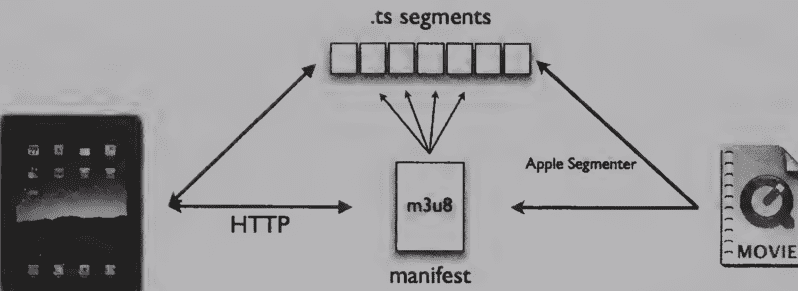 .ts segments
Apple Segmenter
m3u8
HTTP
MOVIE
manifest